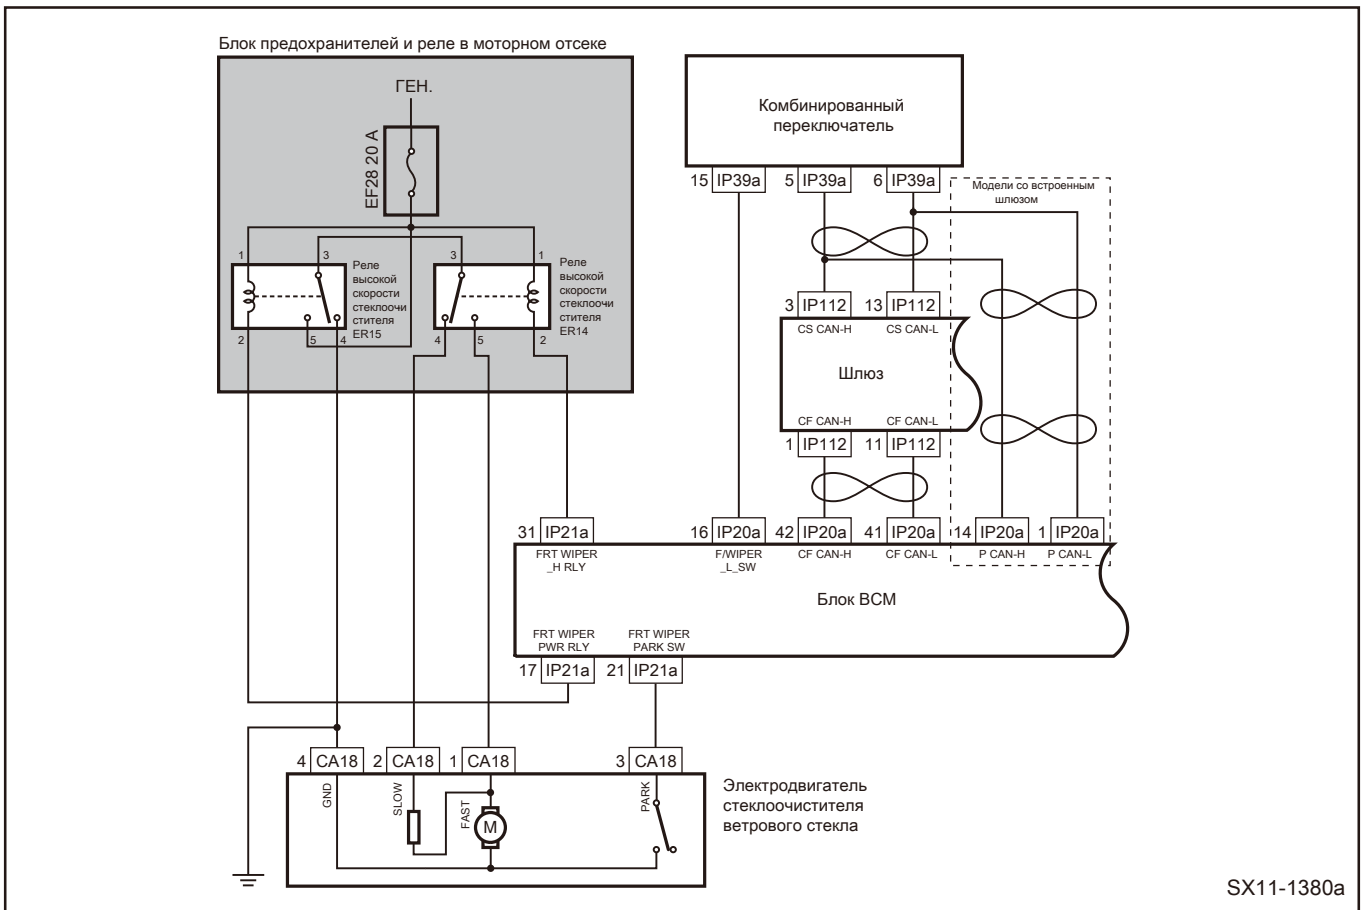 Блок предохранителей и реле в моторном отсеке
ГЕН.
EF28 20 A
1
3
Реле
высокой
скорости
стеклоочи
стителя
ER15
2
5
4
3
1
Реле
высокой
скорости
стеклоочи
стителя
ER14
4
5
2
Комбинированный
переключатель
15 IP39a
5 IP39a
6 IP39a
Модели со встроенным
шлюзом
3 IP112
13 IP112
CS CAN-H
CS CAN-L
Шлюз
CF CAN-H
CF CAN-L
1 IP112
11 IP112
31 IP21a
16 IP20a
42 IP20a
41 IP20a
14 IP20a
1 IP20a
FRT WIPER
_H RLY
F/WIPER
_L_SW
CF CAN-H
CF CAN-L
P CAN-H
P CAN-L
Блок BCM
FRT WIPER
PWR RLY
FRT WIPER
PARK SW
17 IP21a
21 IP21a
4 CA18
2 CA18
1 CA18
3 CA18
GND
SLOW
FAST
M
PARK
Электродвигатель
стеклоочистителя
ветрового стекла
SX11-1380a